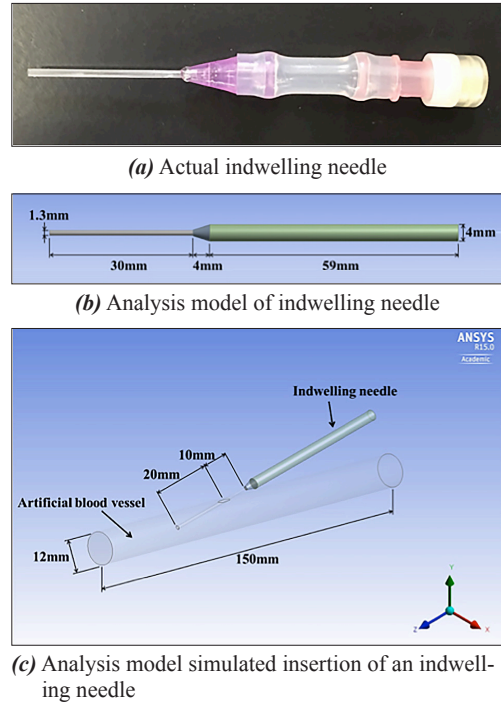 (a) Actual indwelling needle
1.3mm
4mm
30mm
4mm
59mm
(b) Analysis model of indwelling needle
ANSYS
R15.0
Academic
Indwelling needle
10mm
20mm
Artificial blood vessel
12mm
150mm
Y
Z
X
(c) Analysis model simulated insertion of an indwell-
ing needle